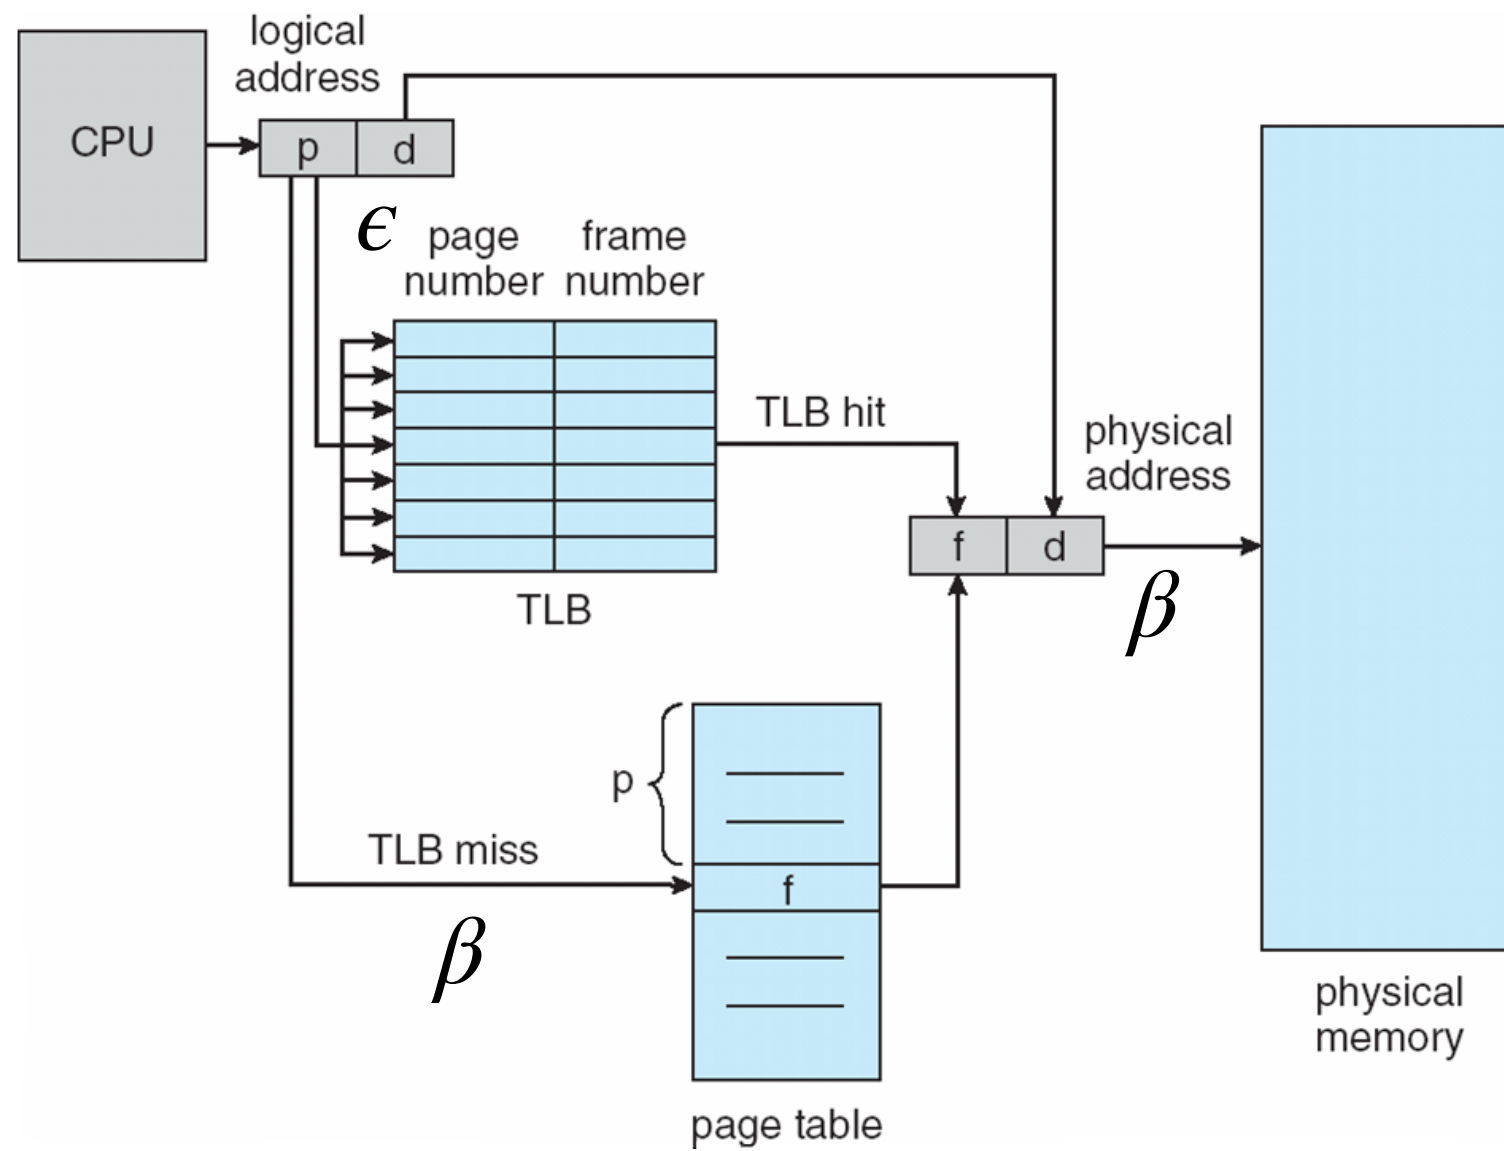 logical
address
CPU
p
d
ϵ
page
number
frame
number
TLB hit
TLB
physical
address
f
d
β
p
TLB miss
f
β
page table
physical
memory